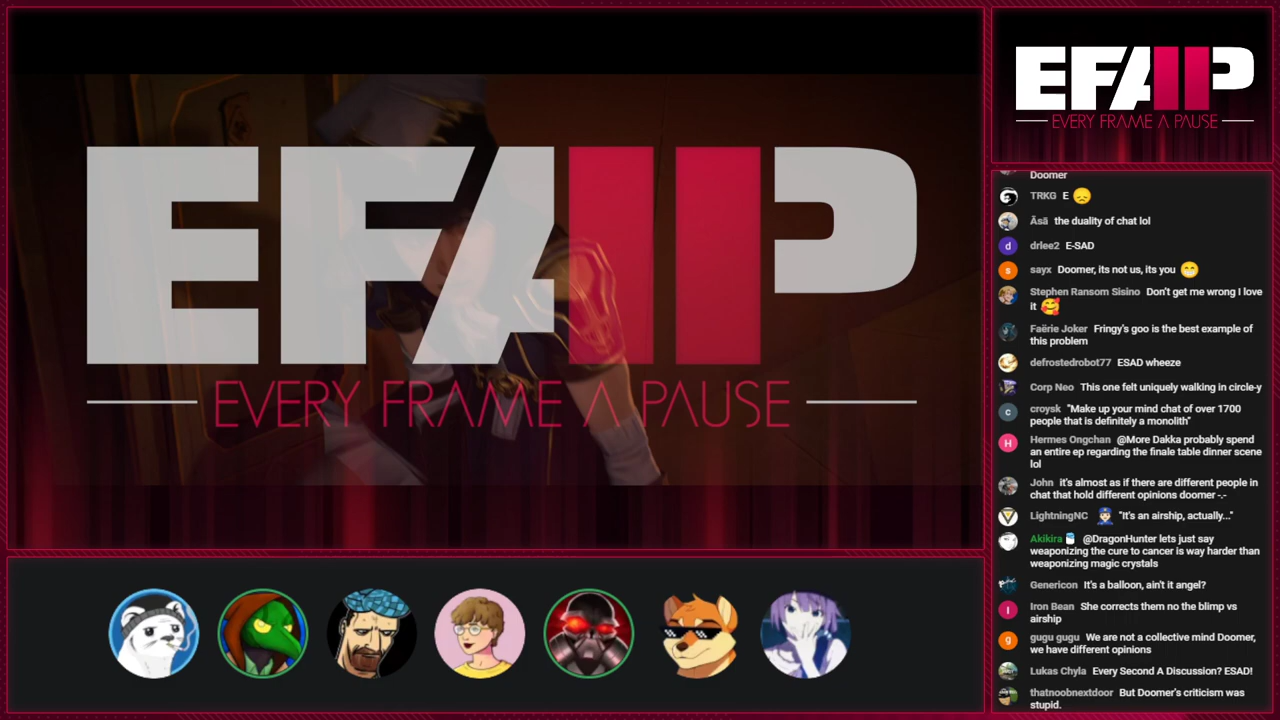 EFAP
EVERY FRAME A PAUSE
EFAP
EVERY FRAME A PAUSE
Doomer
TRKG E 😞
Äsä the duality of chat lol
d drlee2 E-SAD
s sayx Doomer, its not us, its you 😁
Stephen Ransom Sisino Don't get me wrong I love
it 🥰
Faërie Joker Fringy's goo is the best example of
this problem
defrostedrobot77 ESAD wheeze
Corp Neo This one felt uniquely walking in circle-y
c croysk "Make up your mind chat of over 1700
people that is definitely a monolith"
H Hermes Ongchan @More Dakka probably spend
an entire ep regarding the finale table dinner scene
lol
John it's almost as if there are different people in
chat that hold different opinions doomer -.-
LightningNC 👮🏻 "It's an airship, actually..."
Akikira @DragonHunter lets just say
weaponizing the cure to cancer is way harder than
weaponizing magic crystals
Genericon It's a balloon, ain't it angel?
I Iron Bean She corrects them no the blimp vs
airship
g gugu gugu We are not a collective mind Doomer,
we have different opinions
Lukas Chyla Every Second A Discussion? ESAD!
thatnoobnextdoor But Doomer's criticism was
stupid.